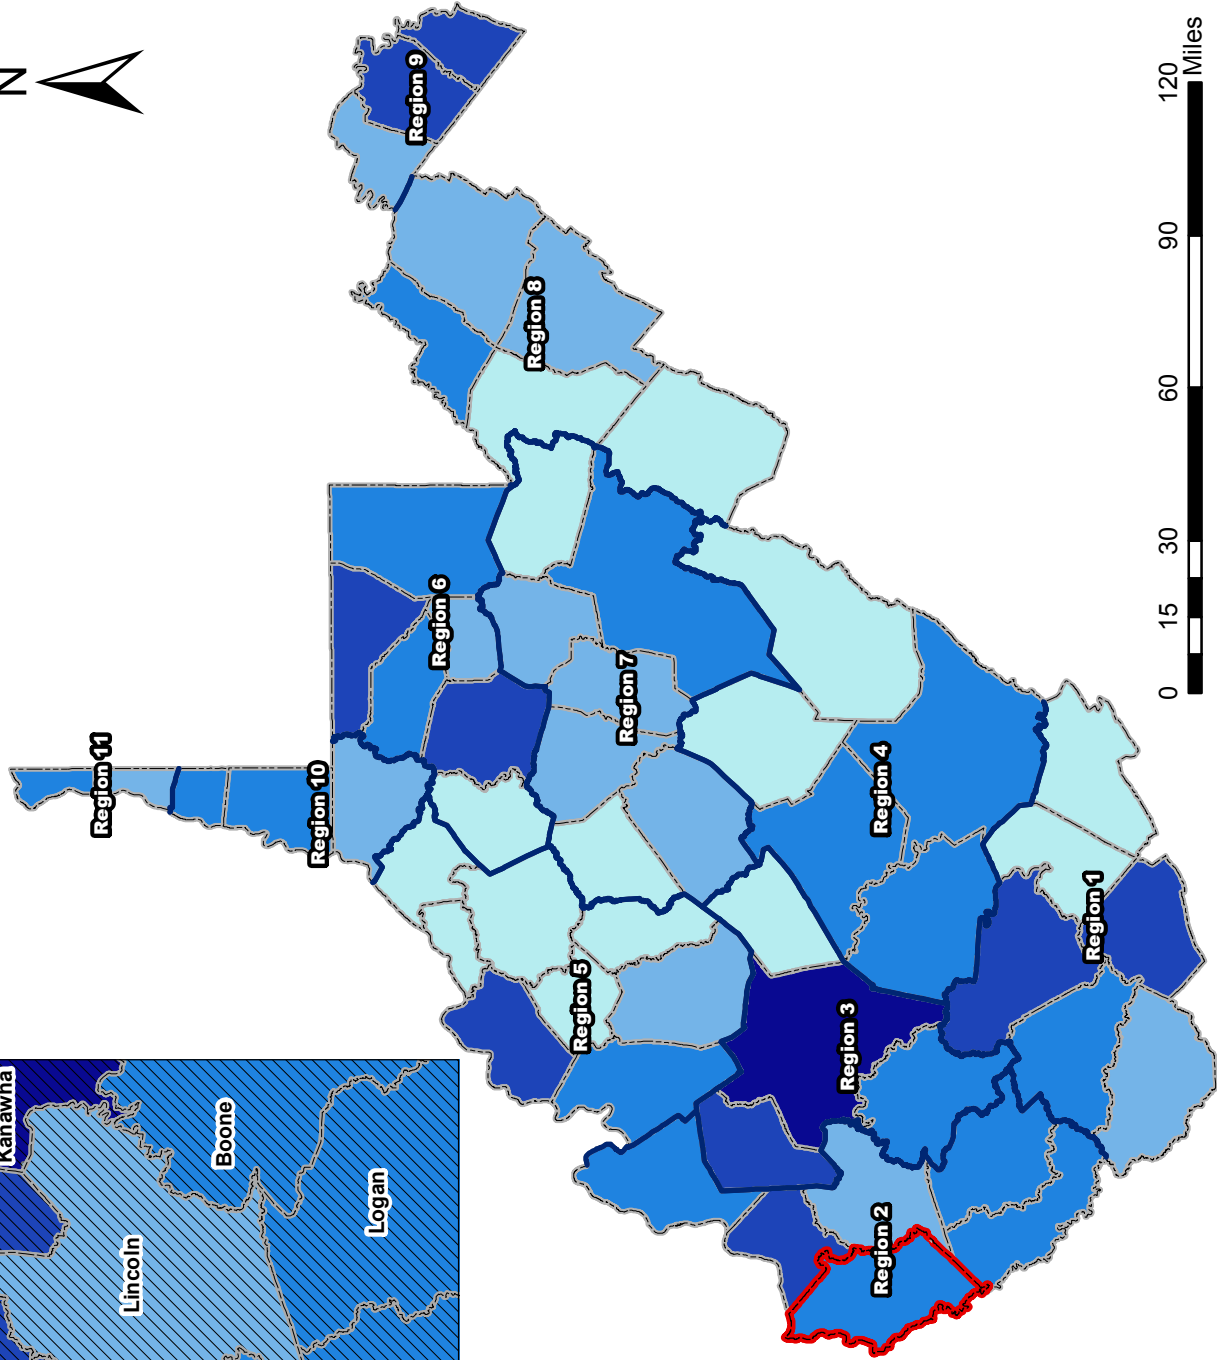 N
Region 9
Region 8
Region 6
Region 7
Region 11
Region 10
Region 4
Region 1
Region 5
Region 3
Region 2
Kanawha
Boone
Lincoln
Logan
0 15 30 60 90 120
Miles